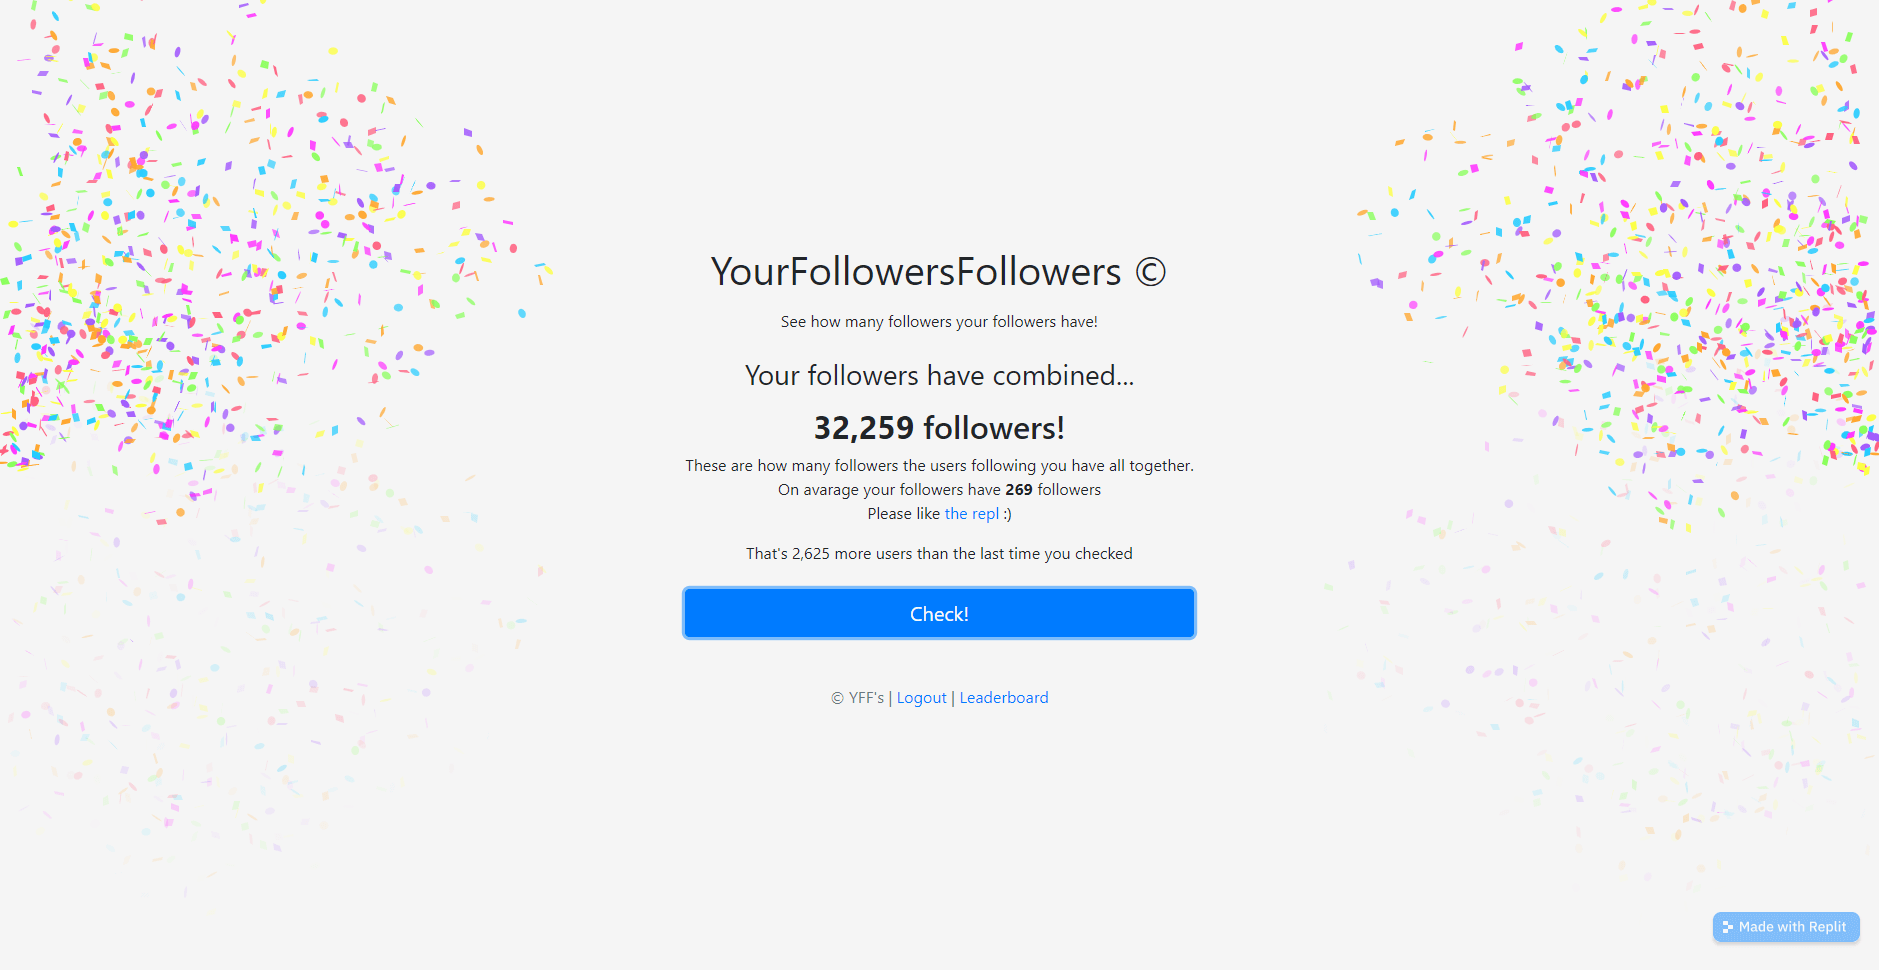 YourFollowersFollowers ©
See how many followers your followers have!
Your followers have combined...
32,259 followers!
These are how many followers the users following you have all together.
On avarage your followers have 269 followers
Please like the repl :)
That's 2,625 more users than the last time you checked
Check!
© YFF's | Logout | Leaderboard
Made with Replit